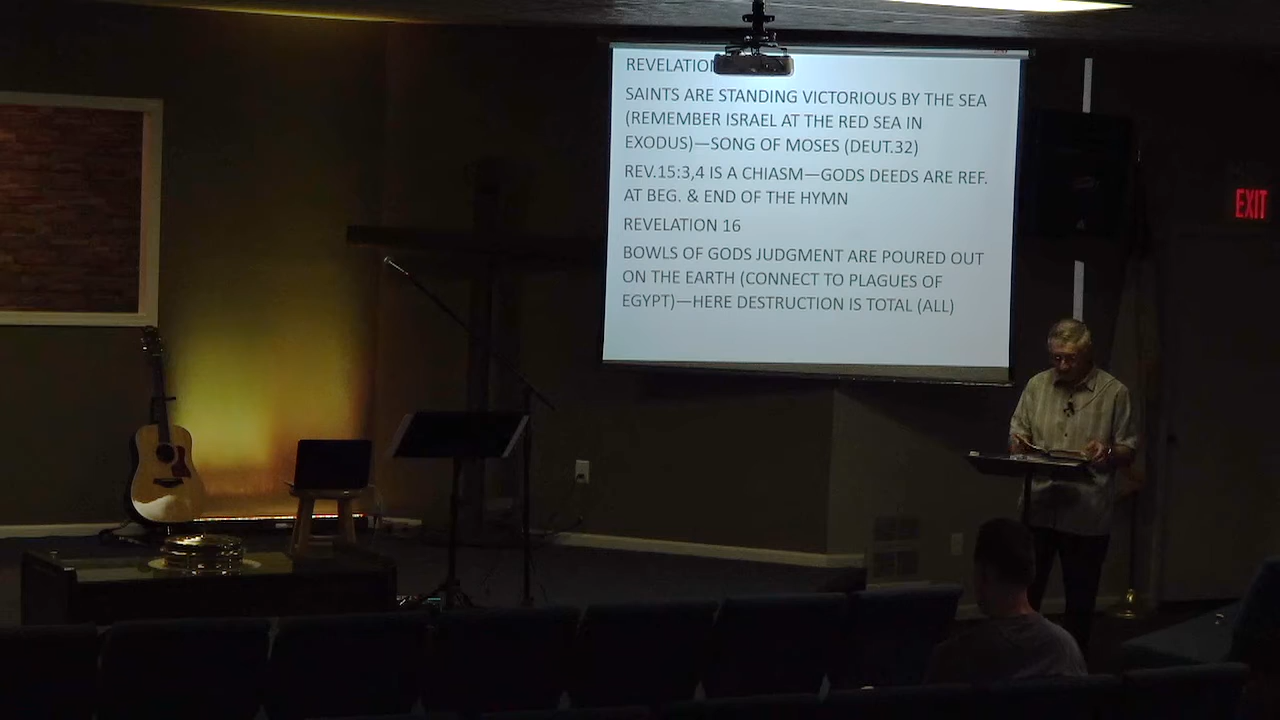 REVELATION
SAINTS ARE STANDING VICTORIOUS BY THE SEA
(REMEMBER ISRAEL AT THE RED SEA IN
EXODUS)—SONG OF MOSES (DEUT.32)
REV.15:3,4 IS A CHIASM—GODS DEEDS ARE REF.
AT BEG. & END OF THE HYMN
REVELATION 16
BOWLS OF GODS JUDGMENT ARE POURED OUT
ON THE EARTH (CONNECT TO PLAGUES OF
EGYPT)—HERE DESTRUCTION IS TOTAL (ALL)
EXIT